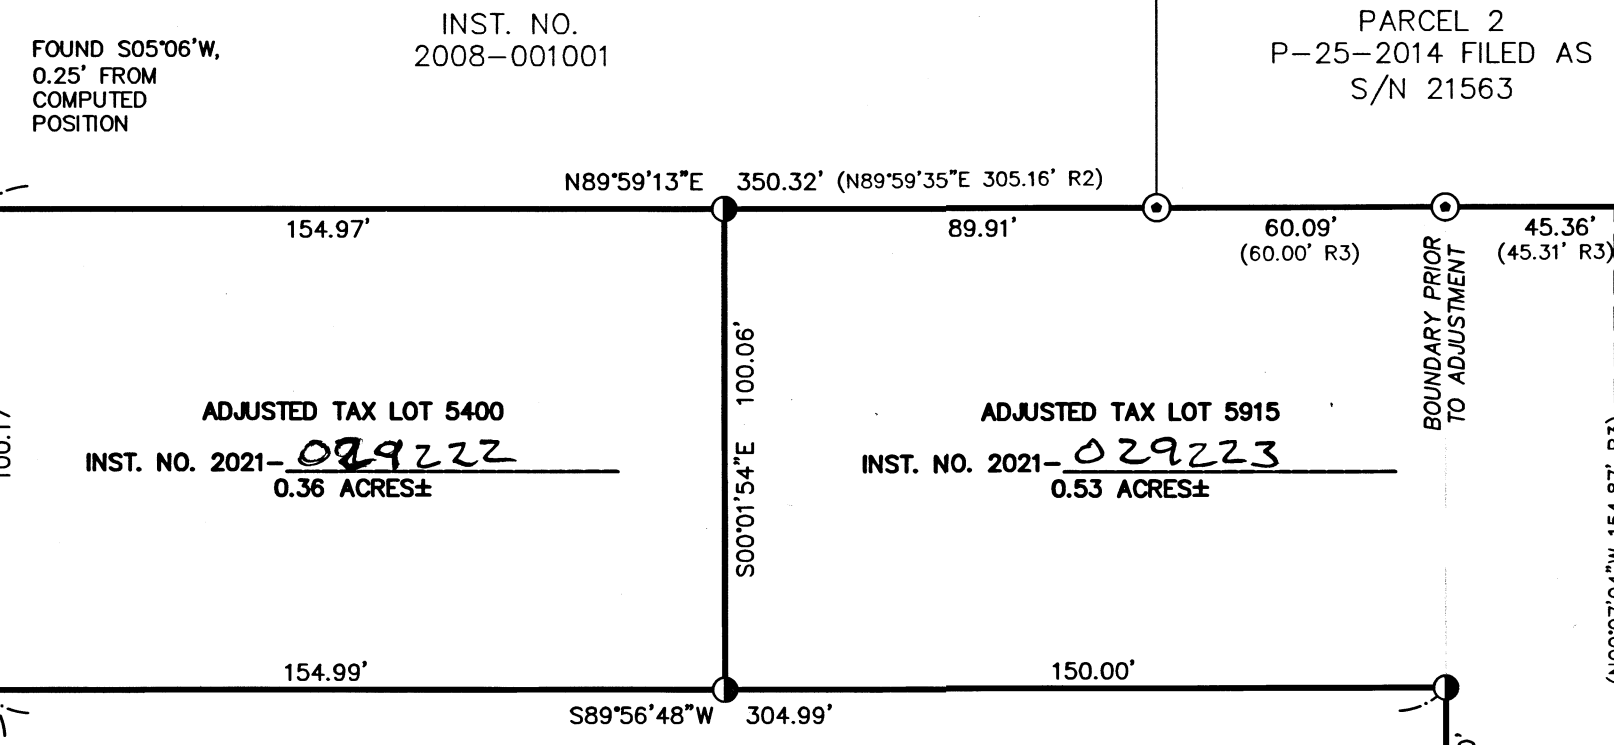 INST. NO.
2008-001001
PARCEL 2
P-25-2014 FILED AS
S/N 21563
FOUND S05°06'W,
0.25' FROM
COMPUTED
POSITION
N89°59'13"E 350.32' (N89°59'35"E 305.16' R2)
154.97'
89.91'
60.09'
(60.00' R3)
45.36'
(45.31' R3)
BOUNDARY PRIOR
TO ADJUSTMENT
S00°01'54"E 100.06'
ADJUSTED TAX LOT 5400
INST. NO. 2021-029222
0.36 ACRES±
ADJUSTED TAX LOT 5915
INST. NO. 2021-029223
0.53 ACRES±
154.99'
150.00'
S89°56'48"W 304.99'